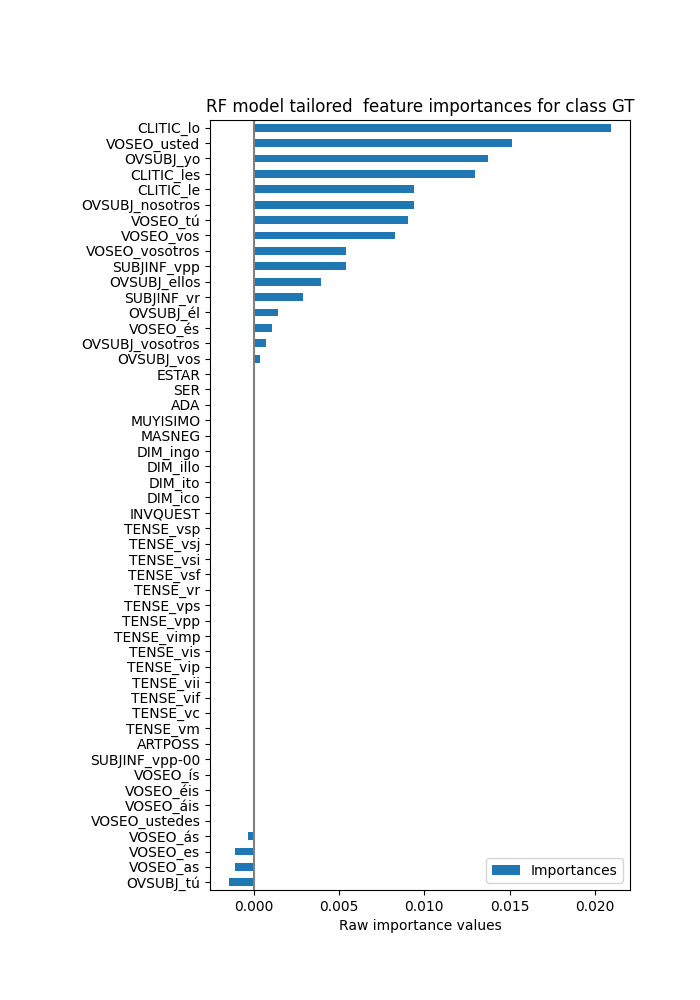 RF model tailored  feature importances for class GT
CLITIC_lo
VOSEO_usted
OVSUBJ_yo
CLITIC_les
CLITIC_le
OVSUBJ_nosotros
VOSEO_tú
VOSEO_vos
VOSEO_vosotros
SUBJINF_vpp
OVSUBJ_ellos
SUBJINF_vr
OVSUBJ_él
VOSEO_és
OVSUBJ_vosotros
OVSUBJ_vos
ESTAR
SER
ADA
MUYISIMO
MASNEG
DIM_ingo
DIM_illo
DIM_ito
DIM_ico
INVQUEST
TENSE_vsp
TENSE_vsj
TENSE_vsi
TENSE_vsf
TENSE_vr
TENSE_vps
TENSE_vpp
TENSE_vimp
TENSE_vis
TENSE_vip
TENSE_vii
TENSE_vif
TENSE_vc
TENSE_vm
ARTPOSS
SUBJINF_vpp-00
VOSEO_ís
VOSEO_éis
VOSEO_áis
VOSEO_ustedes
VOSEO_ás
VOSEO_es
VOSEO_as
OVSUBJ_tú
Importances
0.000 0.005 0.010 0.015 0.020
Raw importance values